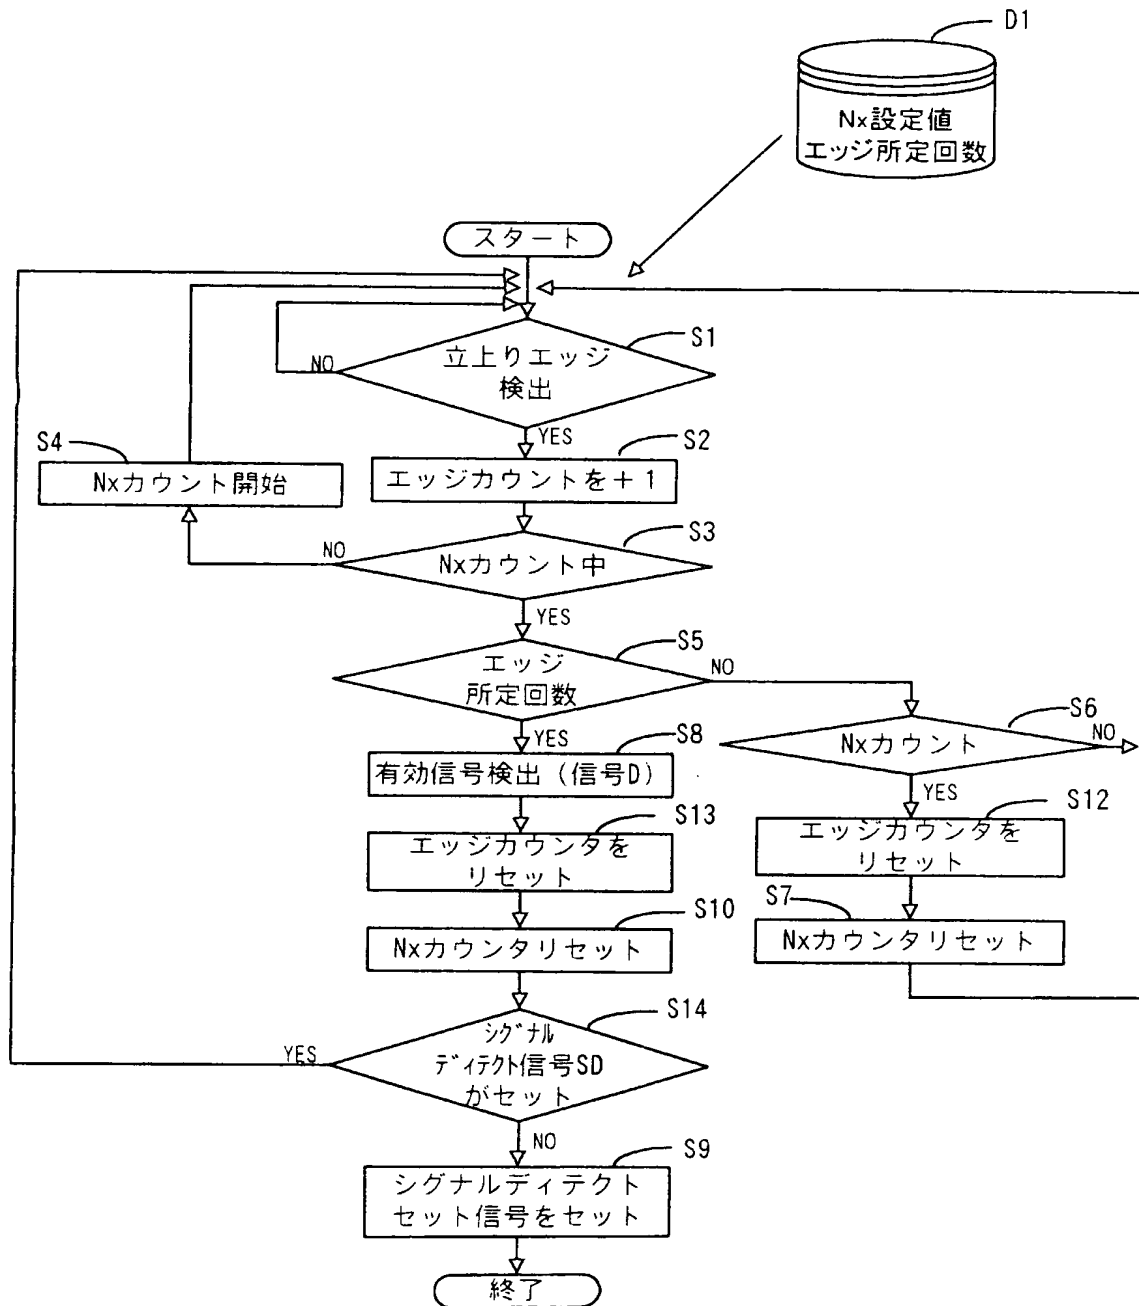 D1
Nx設定値
エッジ所定回数
スタート
S1
立上りエッジ
検出
NO
YES
S2
エッジカウントを+1
S4
Nxカウント開始
S3
Nxカウント中
NO
YES
S5
エッジ
所定回数
NO
YES
S6
Nxカウント
NO
YES
S8
有効信号検出(信号D)
S13
エッジカウンタを
リセット
S12
エッジカウンタを
リセット
S10
Nxカウンタリセット
S7
Nxカウンタリセット
S14
シグナル
ディテクト信号SD
がセット
YES
NO
S9
シグナルディテクト
セット信号をセット
終了